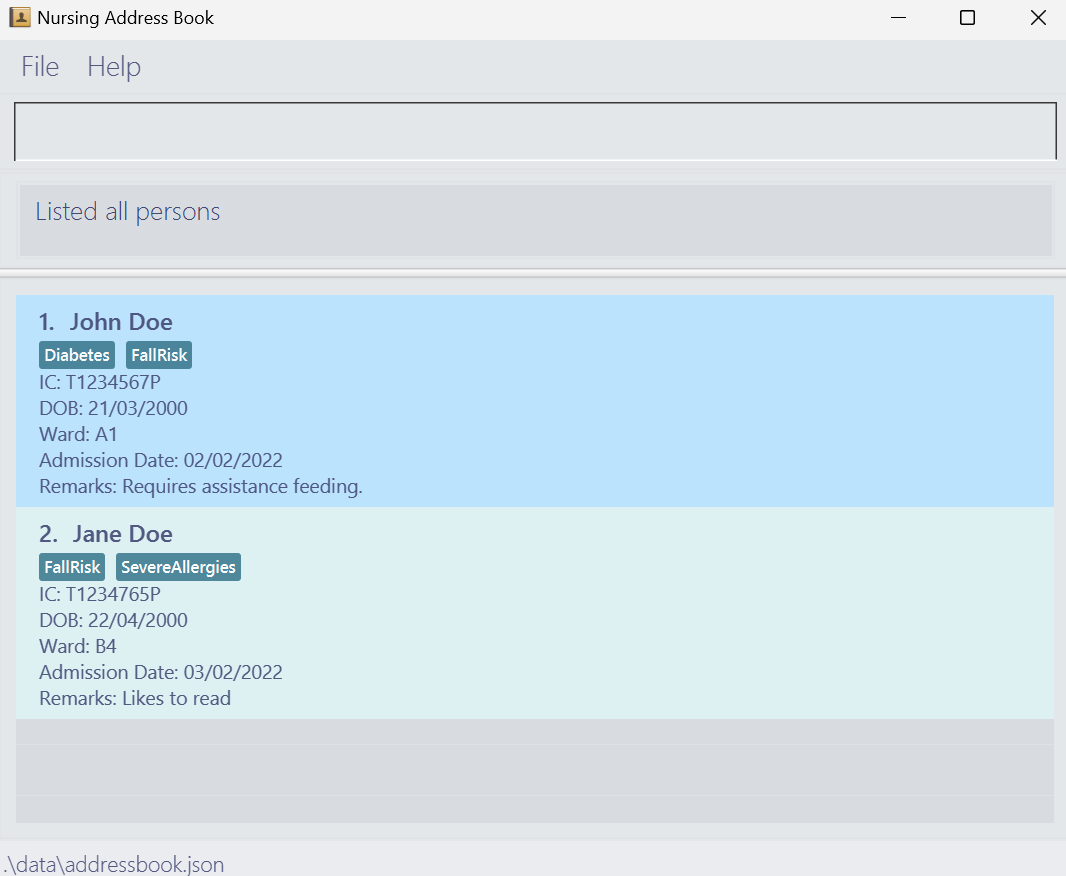 Nursing Address Book
File Help
Listed all persons
1. John Doe
Diabetes FallRisk
IC: T1234567P
DOB: 21/03/2000
Ward: A1
Admission Date: 02/02/2022
Remarks: Requires assistance feeding.
2. Jane Doe
FallRisk SevereAllergies
IC: T1234765P
DOB: 22/04/2000
Ward: B4
Admission Date: 03/02/2022
Remarks: Likes to read
.\data\addressbook.json